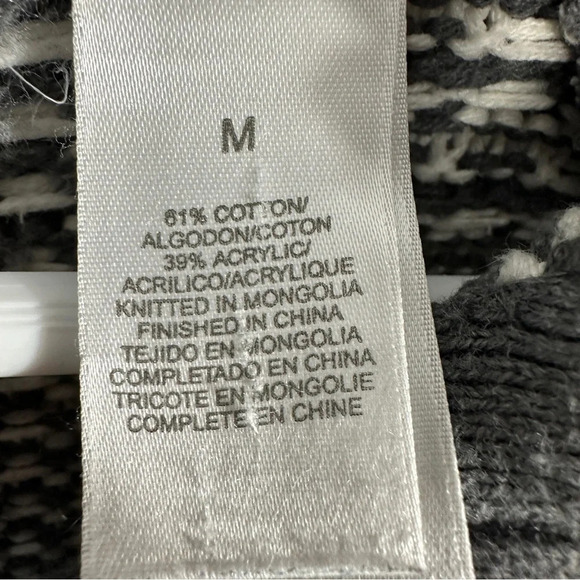 M
61% COTTON/
ALGODON/COTON
39% ACRYLIC/
ACRILICO/ACRYLIQUE
KNITTED IN MONGOLIA
FINISHED IN CHINA
TEJIDO EN MONGOLIA
COMPLETADO EN CHINA
TRICOTE EN MONGOLIE
COMPLETE EN CHINE